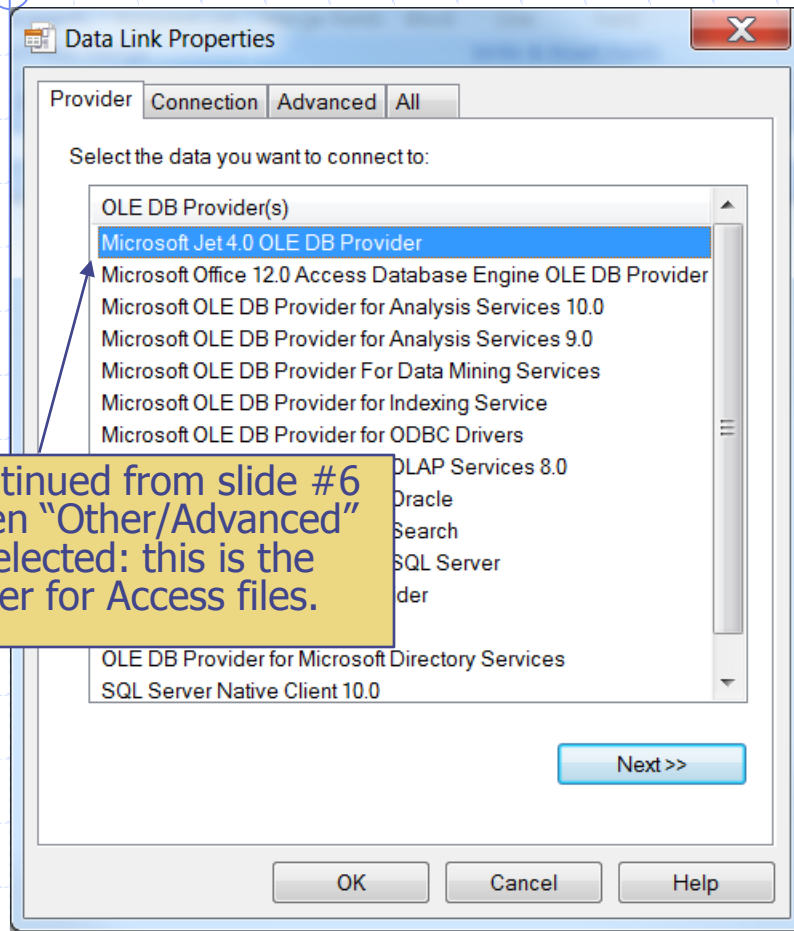 Data Link Properties
Provider Connection Advanced All
Select the data you want to connect to:
OLE DB Provider(s)
Microsoft Jet 4.0 OLE DB Provider
Microsoft Office 12.0 Access Database Engine OLE DB Provider
Microsoft OLE DB Provider for Analysis Services 10.0
Microsoft OLE DB Provider for Analysis Services 9.0
Microsoft OLE DB Provider For Data Mining Services
Microsoft OLE DB Provider for Indexing Service
Microsoft OLE DB Provider for ODBC Drivers
OLAP Services 8.0
Oracle
Search
SQL Server
der
tinued from slide #6
en “Other/Advanced”
elected: this is the
er for Access files.
OLE DB Provider for Microsoft Directory Services
SQL Server Native Client 10.0
Next >>
OK Cancel Help